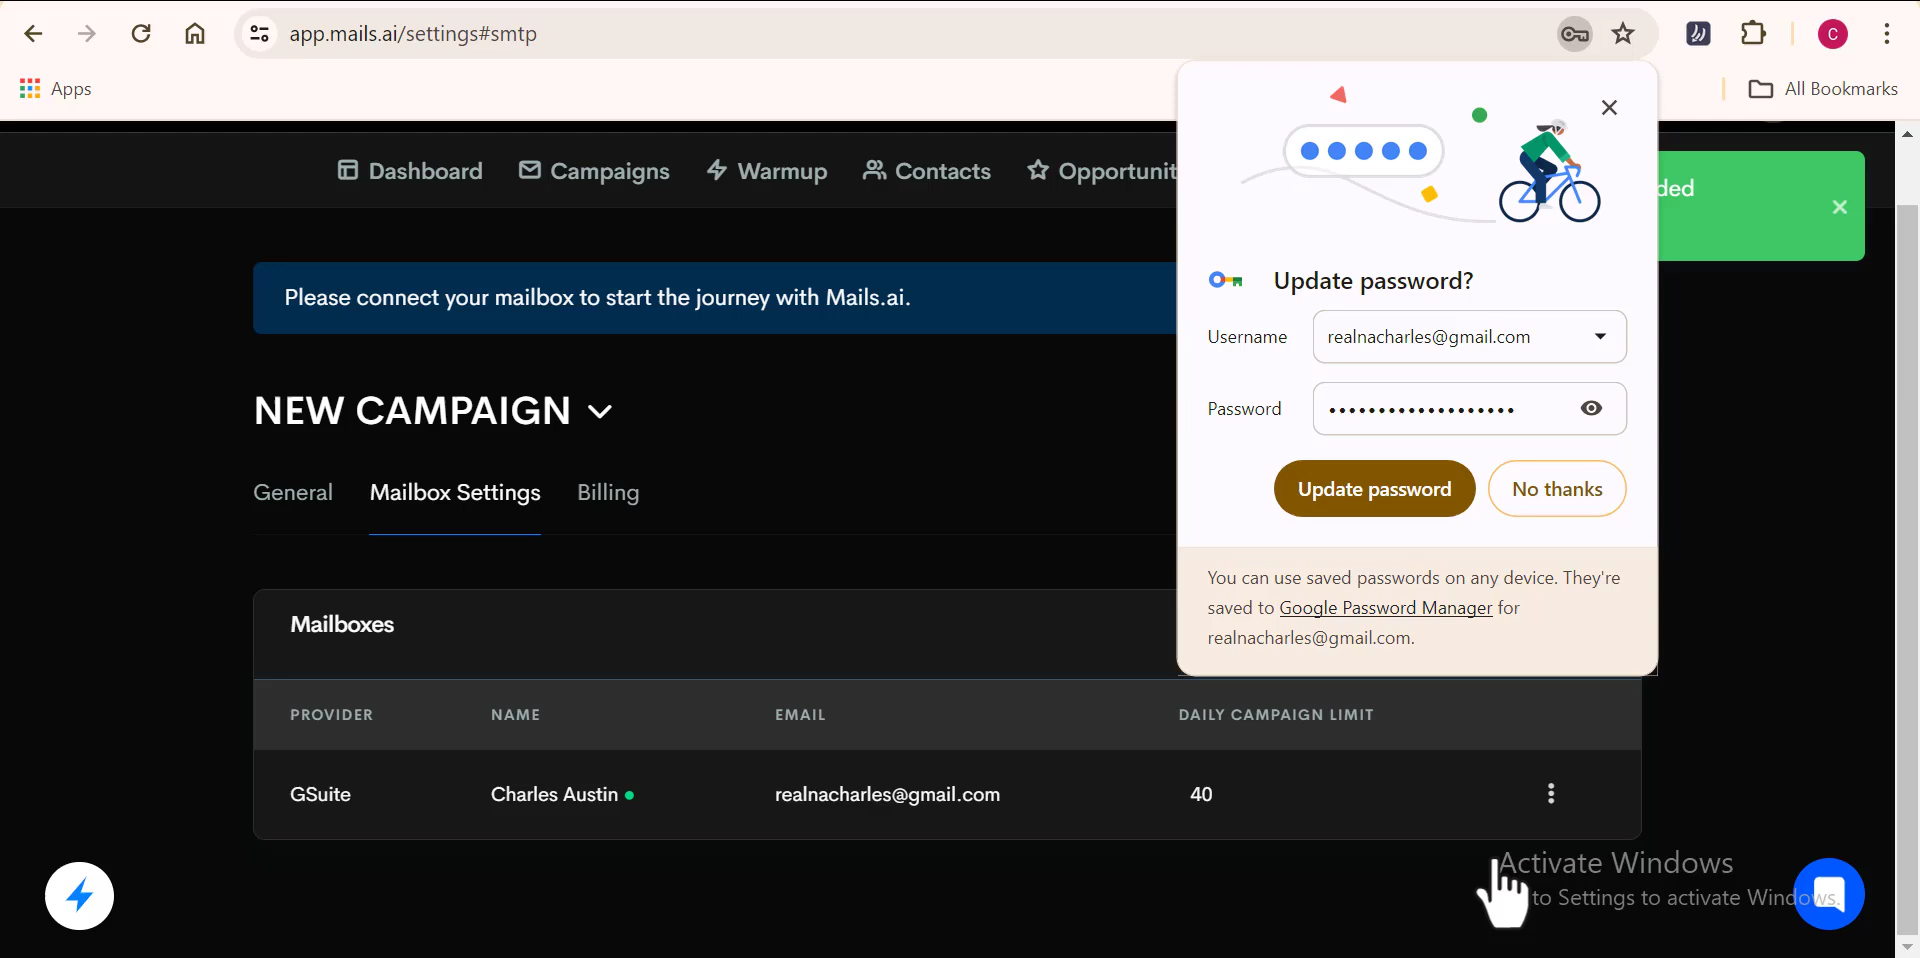 app.mails.ai/settings#smtp
C
Apps
All Bookmarks
Dashboard
Campaigns
Warmup
Contacts
Opportunit
ded
Please connect your mailbox to start the journey with Mails.ai.
NEW CAMPAIGN
General
Mailbox Settings
Billing
Update password?
Username
realnacharles@gmail.com
Password
Update password
No thanks
You can use saved passwords on any device. They're
saved to Google Password Manager for
realnacharles@gmail.com.
Mailboxes
PROVIDER
NAME
EMAIL
DAILY CAMPAIGN LIMIT
GSuite
Charles Austin
realnacharles@gmail.com
40
Activate Windows
to Settings to activate Windows.